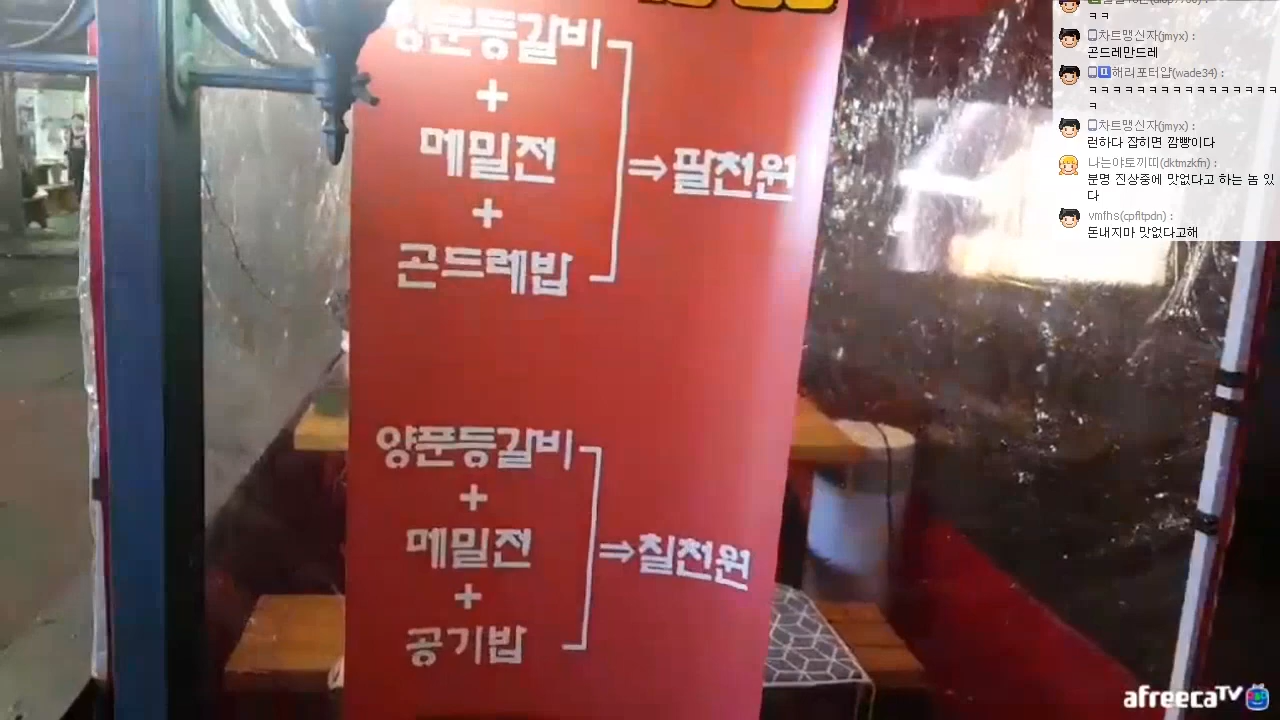 양푼등갈비
+
메밀전
⇒팔천원
+
곤드레밥
양푼등갈비
+
메밀전
⇒칠천원
+
공기밥
ㅋㅋ
차트맹신자(jmyx) :
곤드레만드레
해리포터얍(wade34) :
ㅋㅋㅋㅋㅋㅋㅋㅋㅋㅋㅋㅋㅋㅋㅋㅋ
ㅋ
차트맹신자(jmyx) :
련하다 잡히면 깜빵이다
나는야토끼띠(dktmzkfn) :
분명 갓중에 맛없다고 하는 놈 있
다
vmfhs(cpfltpdn) :
돈내지마 맛없다고해
afreecaTV